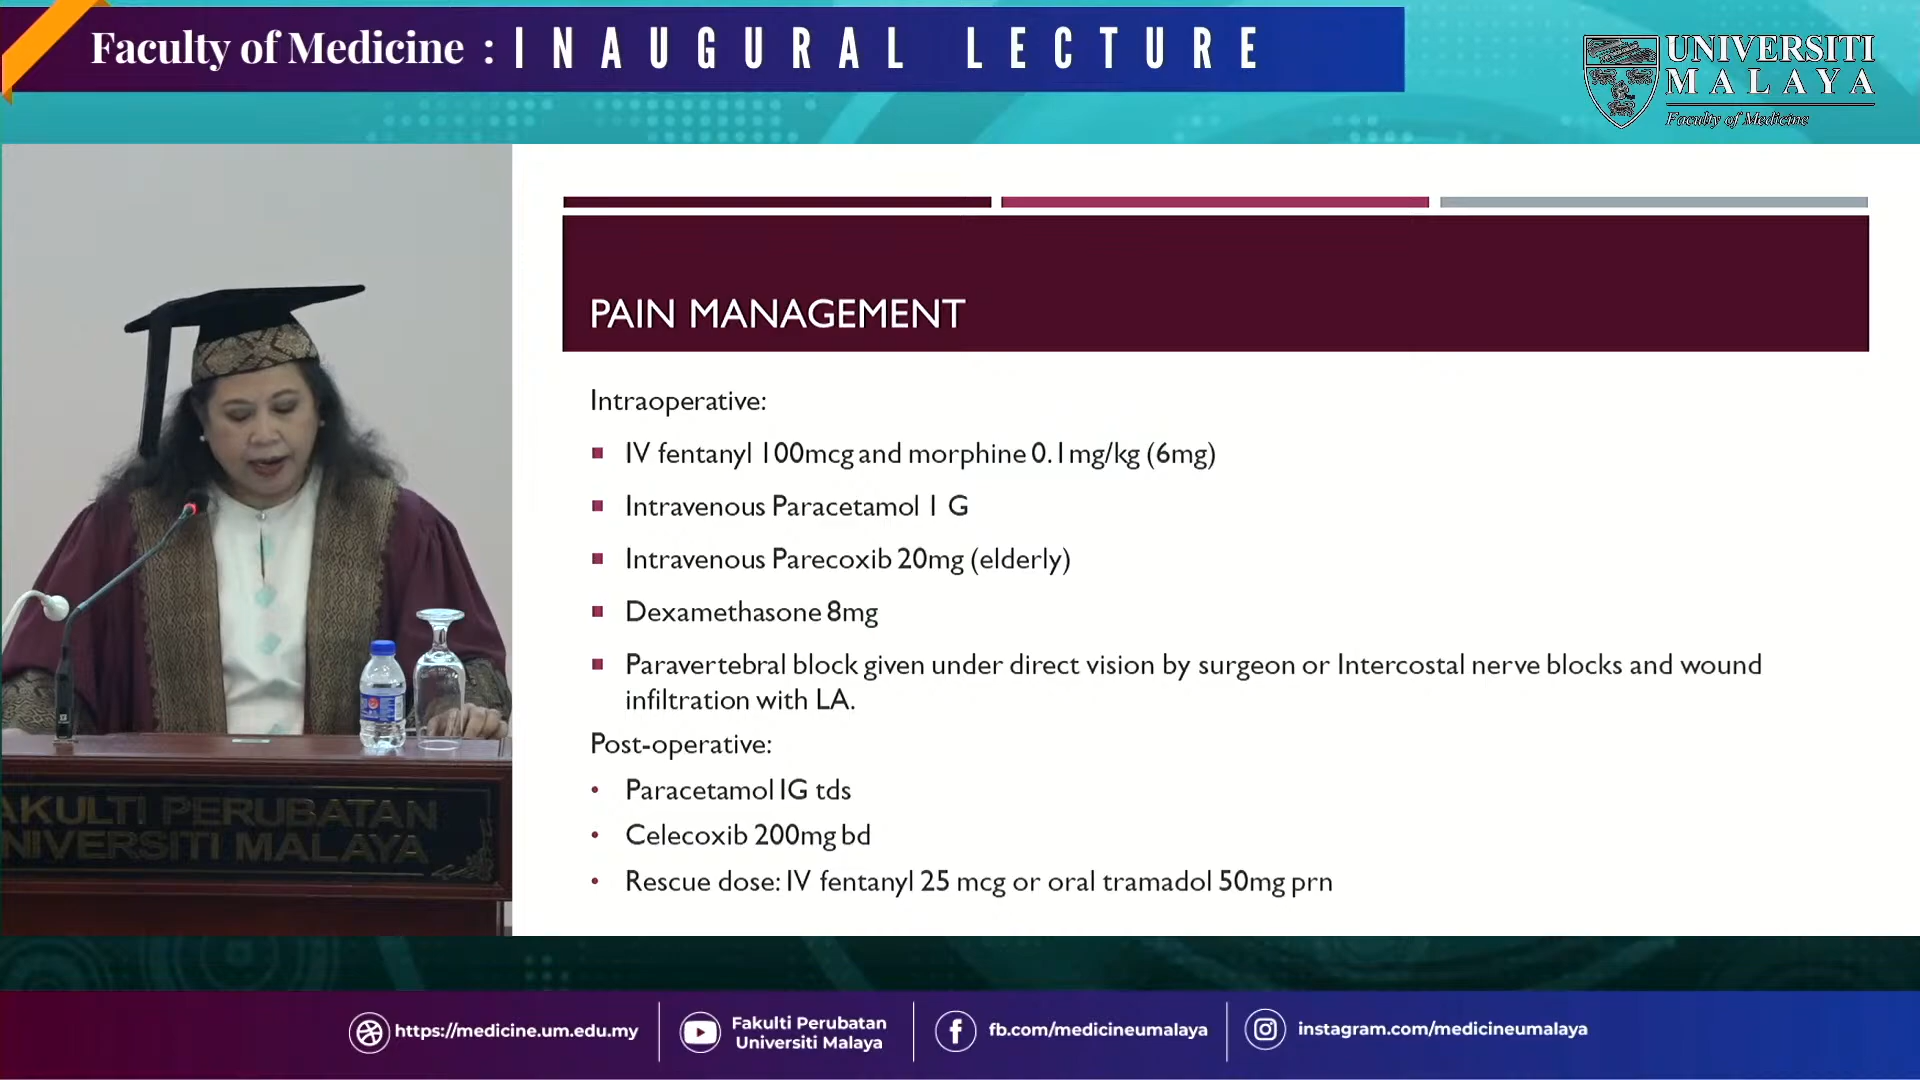 Faculty of Medicine : INAUGURAL LECTURE
UNIVERSITI
MALAYA
Faculty of Medicine
PAIN MANAGEMENT
Intraoperative:
IV fentanyl 100mcg and morphine 0.1mg/kg (6mg)
Intravenous Paracetamol 1 G
Intravenous Parecoxib 20mg (elderly)
Dexamethasone 8mg
Paravertebral block given under direct vision by surgeon or Intercostal nerve blocks and wound
infiltration with LA.
Post-operative:
Paracetamol IG tds
Celecoxib 200mg bd
Rescue dose: IV fentanyl 25 mcg or oral tramadol 50mg prn
AKULTI PERUBATAN
NIVERSITI MALAYA
https://medicine.um.edu.my
Fakulti Perubatan
Universiti Malaya
fb.com/medicineumalaya
instagram.com/medicineumalaya